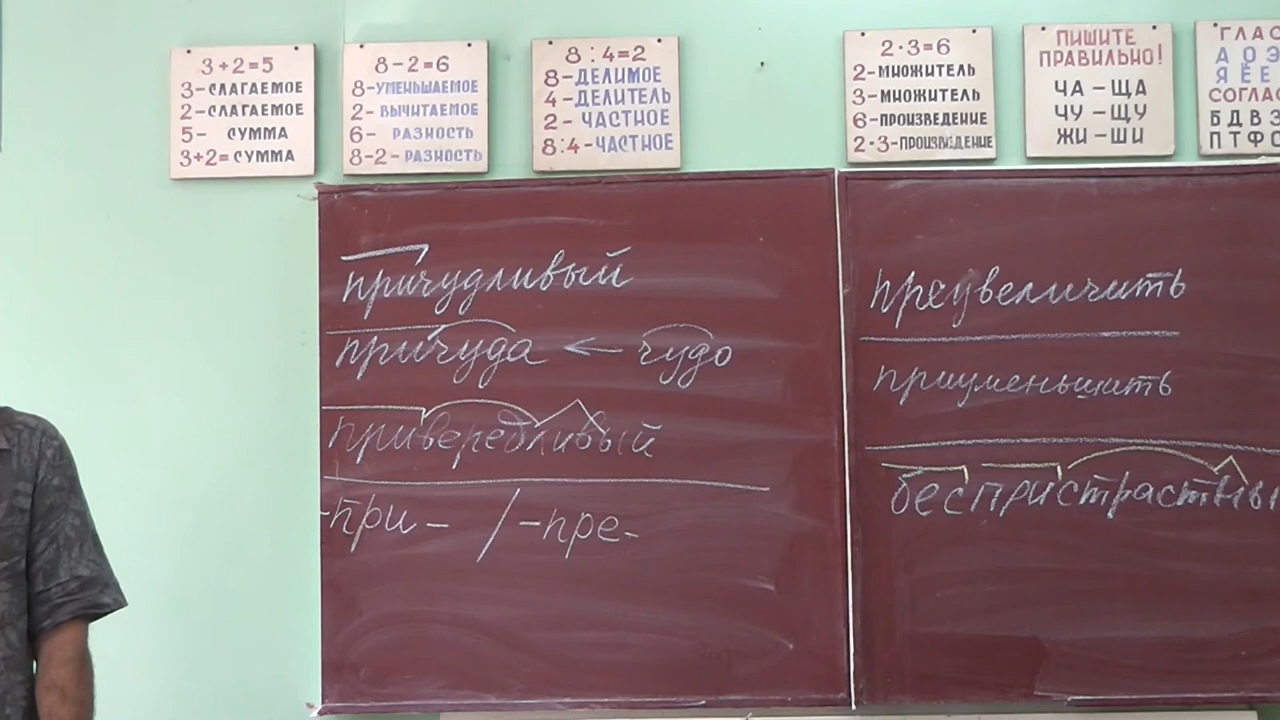 3+2=5
3-СЛАГАЕМОЕ
2-СЛАГАЕМОЕ
5- СУММА
3+2=СУММА
8-2=6
8-УМЕНЬШАЕМОЕ
2-ВЫЧИТАЕМОЕ
6- РАЗНОСТЬ
8-2-РАЗНОСТЬ
8:4=2
8-ДЕЛИМОЕ
4-ДЕЛИТЕЛЬ
2-ЧАСТНОЕ
8:4-ЧАСТНОЕ
2·3=6
2-МНОЖИТЕЛЬ
3-МНОЖИТЕЛЬ
6-ПРОИЗВЕДЕНИЕ
2·3-ПРОИЗВЕДЕНИЕ
ПИШИТЕ
ПРАВИЛЬНО!
ЧА-ЩА
ЧУ-ЩУ
ЖИ-ШИ
ГЛАС
А О Э
Я Ё Е
СОГЛАС
Б Д В З
П Т Ф С
причудливый
причуда ← чудо
привередливый
-при- / -пре-
преувеличить
приуменьшить
беспристрастны